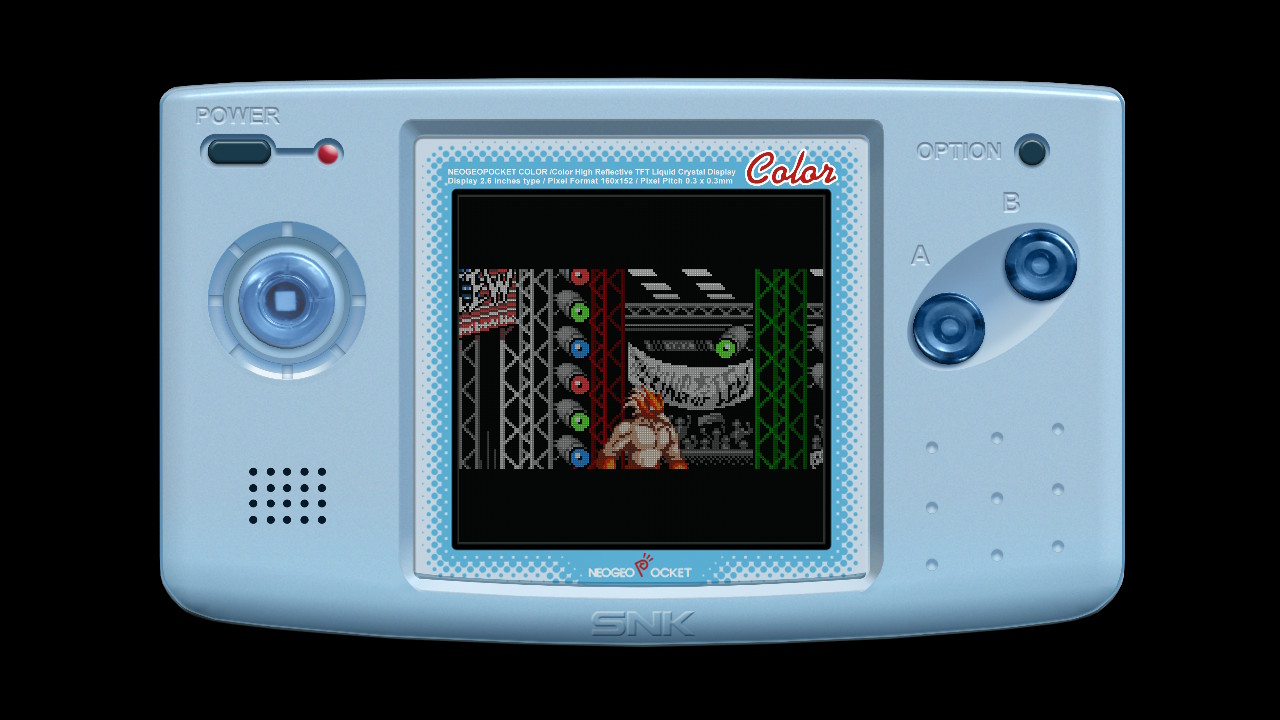 POWER
OPTION
B
A
NEOGEOPOCKET COLOR /Color High Reflective TFT Liquid Crystal Display
Display 2.6 inches type / Pixel Format 160x152 / Pixel Pitch 0.3 x 0.3mm
Color
NEOGEO POCKET
SNK